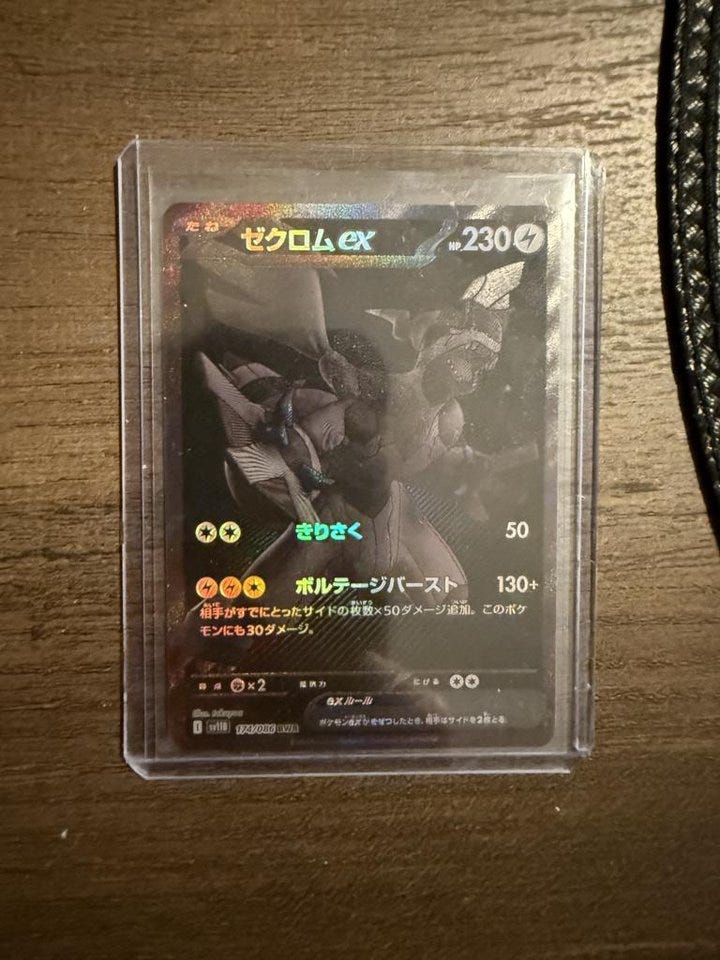 たね ゼクロムex HP 230
きりさく 50
ボルテージバースト 130+
相手がすでにとったサイドの枚数×50ダメージ追加。このポケ
モンにも30ダメージ。
弱点 ×2 抵抗力 にげる
exルール
ポケモンexがきぜつしたとき、相手はサイドを2枚とる。
Illus. takuyoa
I SV11B 174/086 BWR